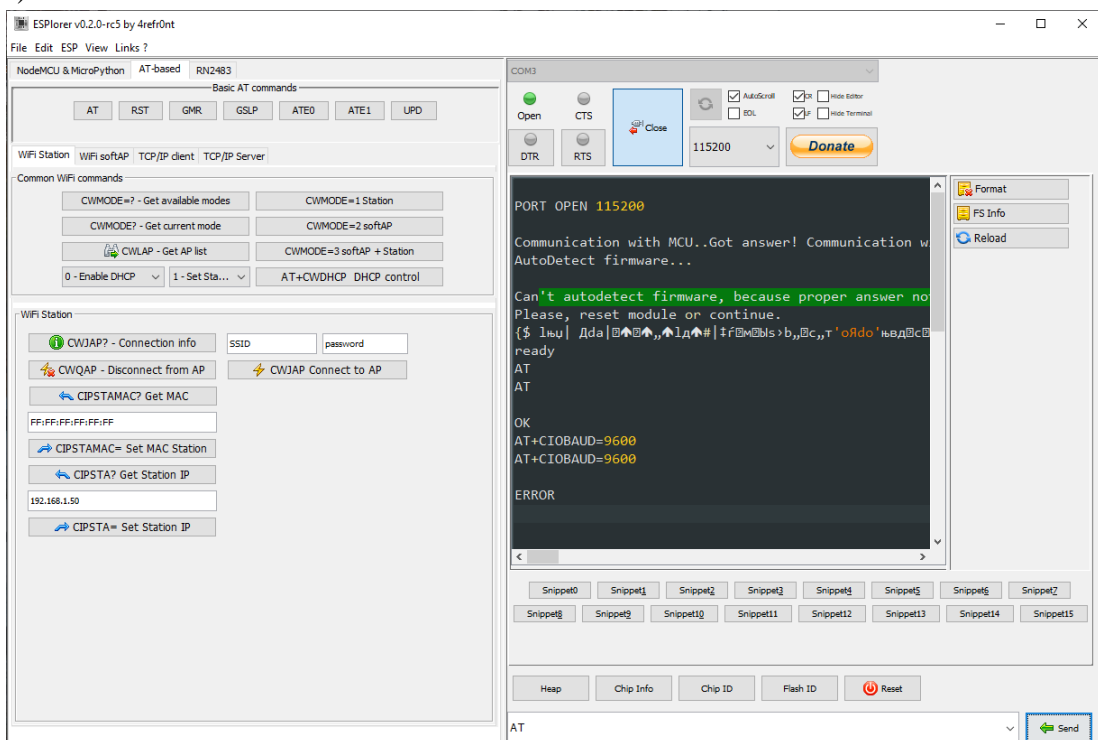 ESPlorer v0.2.0-rc5 by 4refr0nt
File Edit ESP View Links ?
NodeMCU & MicroPython AT-based RN2483
Basic AT commands
AT RST GMR GSLP ATE0 ATE1 UPD
WiFi Station WiFi softAP TCP/IP client TCP/IP Server
Common WiFi commands
CWMODE=? - Get available modes CWMODE=1 Station
CWMODE? - Get current mode CWMODE=2 softAP
CWLAP - Get AP list CWMODE=3 softAP + Station
0 - Enable DHCP 1 - Set Sta... AT+CWDHCP DHCP control
WiFi Station
CWJAP? - Connection info SSID password
CWQAP - Disconnect from AP CWJAP Connect to AP
CIPSTAMAC? Get MAC
FF:FF:FF:FF:FF:FF
CIPSTAMAC= Set MAC Station
CIPSTA? Get Station IP
192.168.1.50
CIPSTA= Set Station IP
COM3
Open CTS Close AutoScroll CR Hide Editor
EOL LF Hide Terminal
DTR RTS 115200 Donate
PORT OPEN 115200
Communication with MCU..Got answer! Communication w
AutoDetect firmware...
Can't autodetect firmware, because proper answer no
Please, reset module or continue.
ready
AT
AT
OK
AT+CIOBAUD=9600
AT+CIOBAUD=9600
ERROR
Format
FS Info
Reload
Snippet0 Snippet1 Snippet2 Snippet3 Snippet4 Snippet5 Snippet6 Snippet7
Snippet8 Snippet9 Snippet10 Snippet11 Snippet12 Snippet13 Snippet14 Snippet15
Heap Chip Info Chip ID Flash ID Reset
AT Send